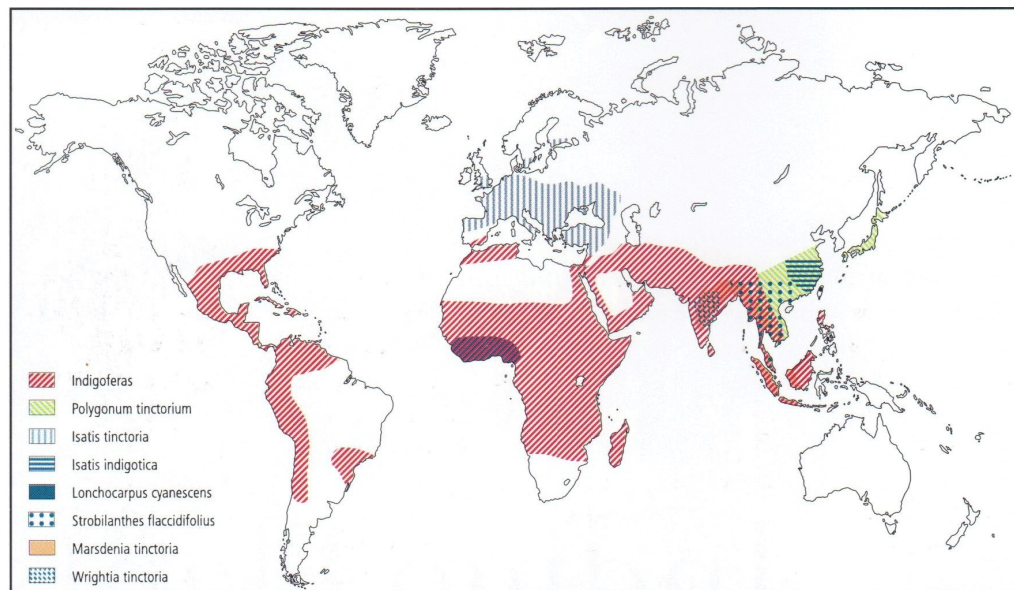 Indigoferas
Polygonum tinctorium
Isatis tinctoria
Isatis indigotica
Lonchocarpus cyanescens
Strobilanthes flaccidifolius
Marsdenia tinctoria
Wrightia tinctoria